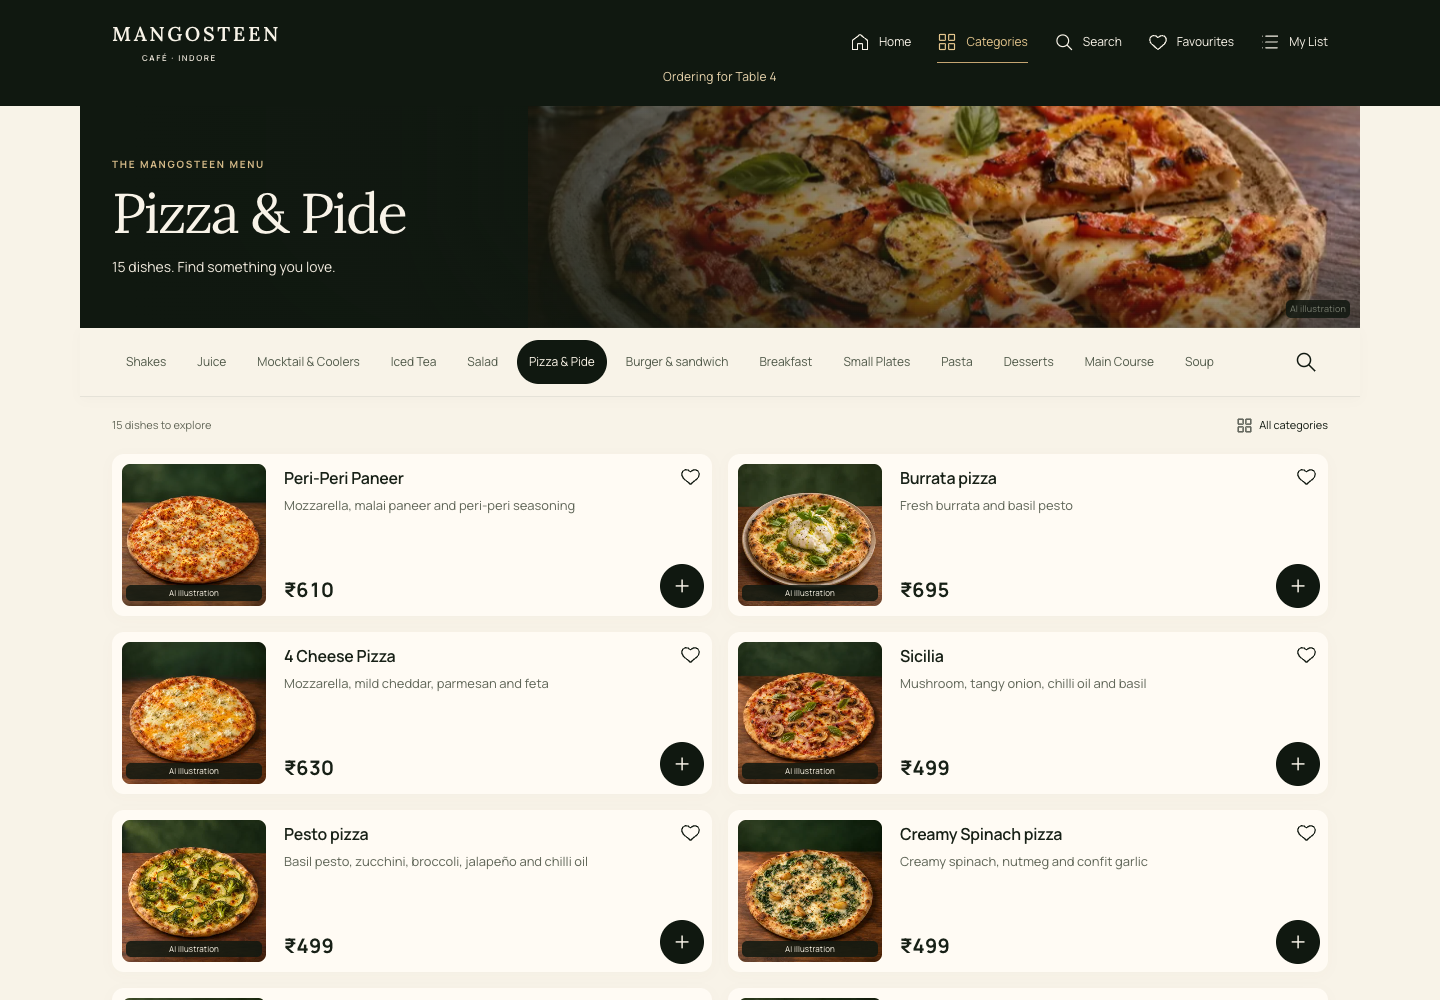 MANGOSTEEN
CAFÉ · INDORE
Home
Categories
Search
Favourites
My List
Ordering for Table 4
THE MANGOSTEEN MENU
Pizza & Pide
15 dishes. Find something you love.
AI illustration
Shakes
Juice
Mocktail & Coolers
Iced Tea
Salad
Pizza & Pide
Burger & sandwich
Breakfast
Small Plates
Pasta
Desserts
Main Course
Soup
15 dishes to explore
All categories
Peri-Peri Paneer
Mozzarella, malai paneer and peri-peri seasoning
₹610
AI illustration
Burrata pizza
Fresh burrata and basil pesto
₹695
AI illustration
4 Cheese Pizza
Mozzarella, mild cheddar, parmesan and feta
₹630
AI illustration
Sicilia
Mushroom, tangy onion, chilli oil and basil
₹499
AI illustration
Pesto pizza
Basil pesto, zucchini, broccoli, jalapeño and chilli oil
₹499
AI illustration
Creamy Spinach pizza
Creamy spinach, nutmeg and confit garlic
₹499
AI illustration